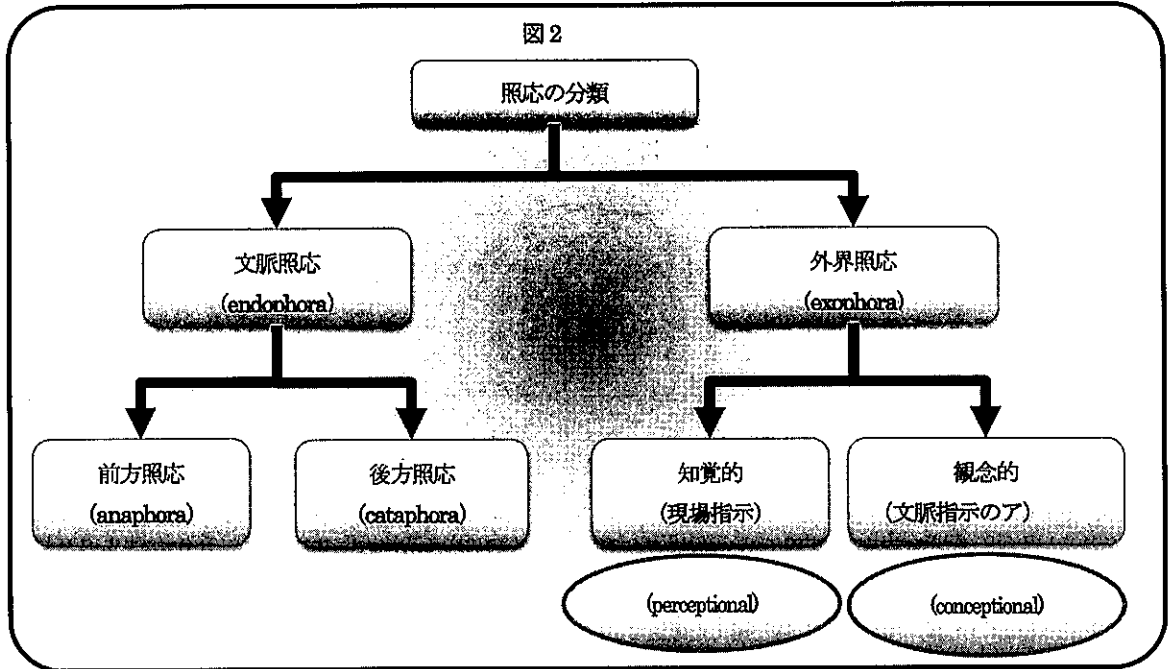 図2
照応の分類
文脈照応
(endophora)
外界照応
(exophora)
前方照応
(anaphora)
後方照応
(cataphora)
知覚的
(現場指示)
観念的
(文脈指示のア)
(perceptional)
(conceptional)